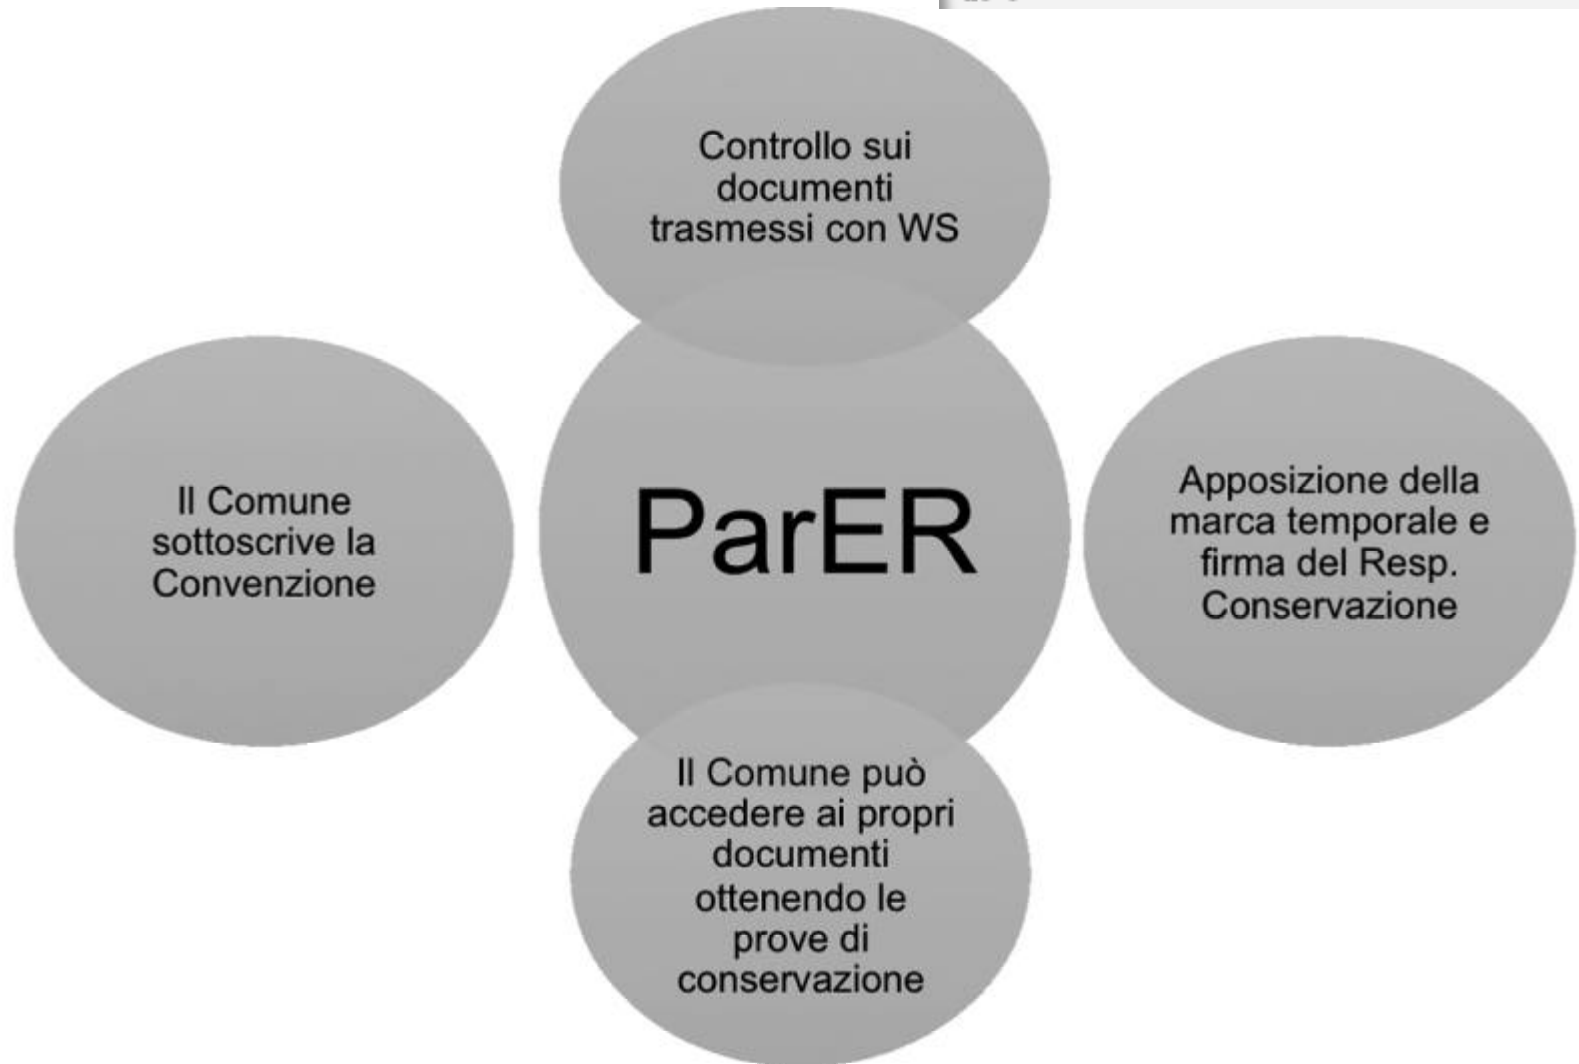 Controllo sui
documenti
trasmessi con WS
Il Comune
sottoscrive la
Convenzione
ParER
Apposizione della
marca temporale e
firma del Resp.
Conservazione
Il Comune può
accedere ai propri
documenti
ottenendo le
prove di
conservazione